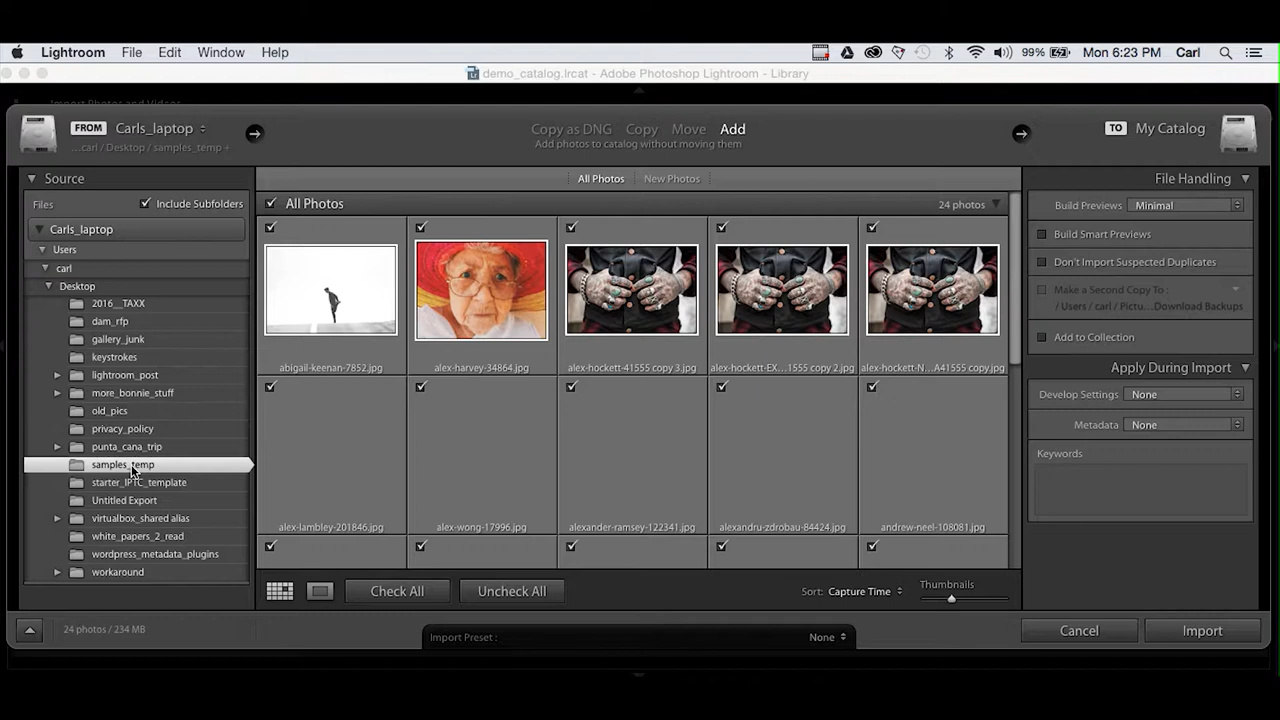 Lightroom File Edit Window Help 99% Mon 6:23 PM Carl
demo_catalog.lrcat - Adobe Photoshop Lightroom - Library
Import Photos and Videos
FROM Carls_laptop
...carl / Desktop / samples_temp +
Copy as DNG Copy Move Add
Add photos to catalog without moving them
TO My Catalog
Source
Files Include Subfolders
Carls_laptop
Users
carl
Desktop
2016__TAXX
dam_rfp
gallery_junk
keystrokes
lightroom_post
more_bonnie_stuff
old_pics
privacy_policy
punta_cana_trip
samples_temp
starter_IPTC_template
Untitled Export
virtualbox_shared alias
white_papers_2_read
wordpress_metadata_plugins
workaround
All Photos New Photos
All Photos 24 photos
abigail-keenan-7852.jpg
alex-harvey-34864.jpg
alex-hockett-41555 copy 3.jpg
alex-hockett-EX...1555 copy 2.jpg
alex-hockett-N...A41555 copy.jpg
alex-lambley-201846.jpg
alex-wong-17996.jpg
alexander-ramsey-122341.jpg
alexandru-zdrobau-84424.jpg
andrew-neel-108081.jpg
Check All Uncheck All Sort: Capture Time Thumbnails
File Handling
Build Previews Minimal
Build Smart Previews
Don't Import Suspected Duplicates
Make a Second Copy To :
/ Users / carl / Pictu...Download Backups
Add to Collection
Apply During Import
Develop Settings None
Metadata None
Keywords
24 photos / 234 MB
Import Preset : None
Cancel Import